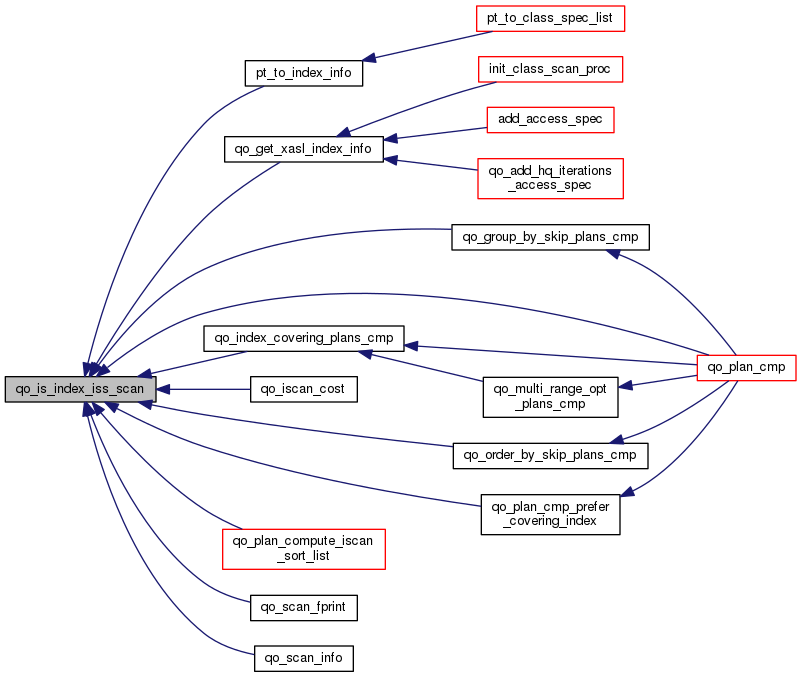 pt_to_class_spec_list
pt_to_index_info
init_class_scan_proc
add_access_spec
qo_get_xasl_index_info
qo_add_hq_iterations
_access_spec
qo_group_by_skip_plans_cmp
qo_index_covering_plans_cmp
qo_plan_cmp
qo_is_index_iss_scan
qo_iscan_cost
qo_multi_range_opt
_plans_cmp
qo_order_by_skip_plans_cmp
qo_plan_cmp_prefer
_covering_index
qo_plan_compute_iscan
_sort_list
qo_scan_fprint
qo_scan_info